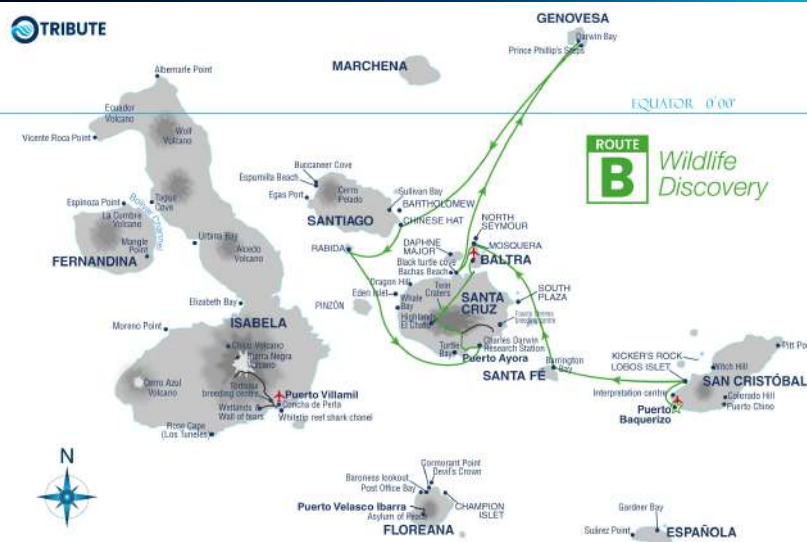 TRIBUTE
GENOVESA
Darwin Bay
Prince Phillip's Steps
MARCHENA
Albemarle Point
EQUATOR 0°00'
Ecuador
Volcano
Wolf
Volcano
Vicente Roca Point
ROUTE
B
Wildlife
Discovery
Buccaneer Cove
Espumilla Beach
Egas Port
Cerro
Pelado
Sullivan Bay
BARTHOLOMEW
CHINESE HAT
SANTIAGO
Espinoza Point
La Cumbre
Volcano
Tagus
Cove
Bolivar Channel
Mangle
Point
Urbina Bay
Alcedo
Volcano
FERNANDINA
RABIDA
NORTH
SEYMOUR
MOSQUERA
DAPHNE
MAJOR
Black turtle cove
Bachas Beach
BALTRA
Dragon Hill
Eden Islet
Twin
Craters
Whale
Bay
SANTA
CRUZ
SOUTH
PLAZA
PINZÓN
Highlands
El Chato
Elizabeth Bay
Moreno Point
ISABELA
Turtle
Bay
Charles Darwin
Research Station
Puerto Ayora
Barrington
Bay
SANTA FÉ
KICKER'S ROCK
LOBOS ISLET
Pitt Po
Witch Hill
SAN CRISTÓBAL
Interpretation centre
Colorado Hill
Puerto Chino
Puerto
Baquerizo
Chico Volcano
Sierra Negra
Volcano
Cerro Azul
Volcano
Tortoise
breeding centre
Puerto Villamil
Concha de Perla
Wetlands &
Wall of tears
Whitetip reef shark chanel
Rose Cape
(Los Tuneles)
N
Cormorant Point
Devil's Crown
Baroness lookout
Post Office Bay
CHAMPION
ISLET
Puerto Velasco Ibarra
Asylum of Peace
FLOREANA
Gardner Bay
Suárez Point
ESPAÑOLA